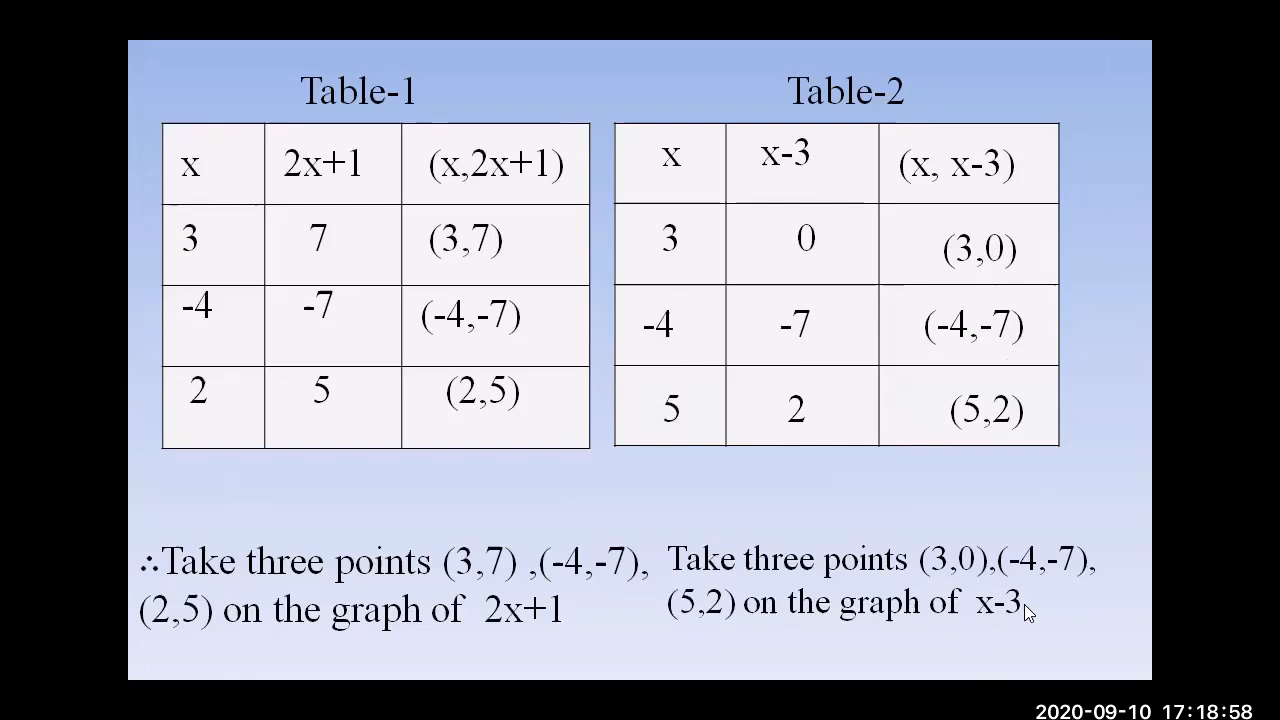 Table-1
x 2x+1 (x,2x+1)
3 7 (3,7)
-4 -7 (-4,-7)
2 5 (2,5)
Table-2
x x-3 (x, x-3)
3 0 (3,0)
-4 -7 (-4,-7)
5 2 (5,2)
∴Take three points (3,7) ,(-4,-7),
(2,5) on the graph of 2x+1
Take three points (3,0),(-4,-7),
(5,2) on the graph of x-3
2020-09-10 17:18:58